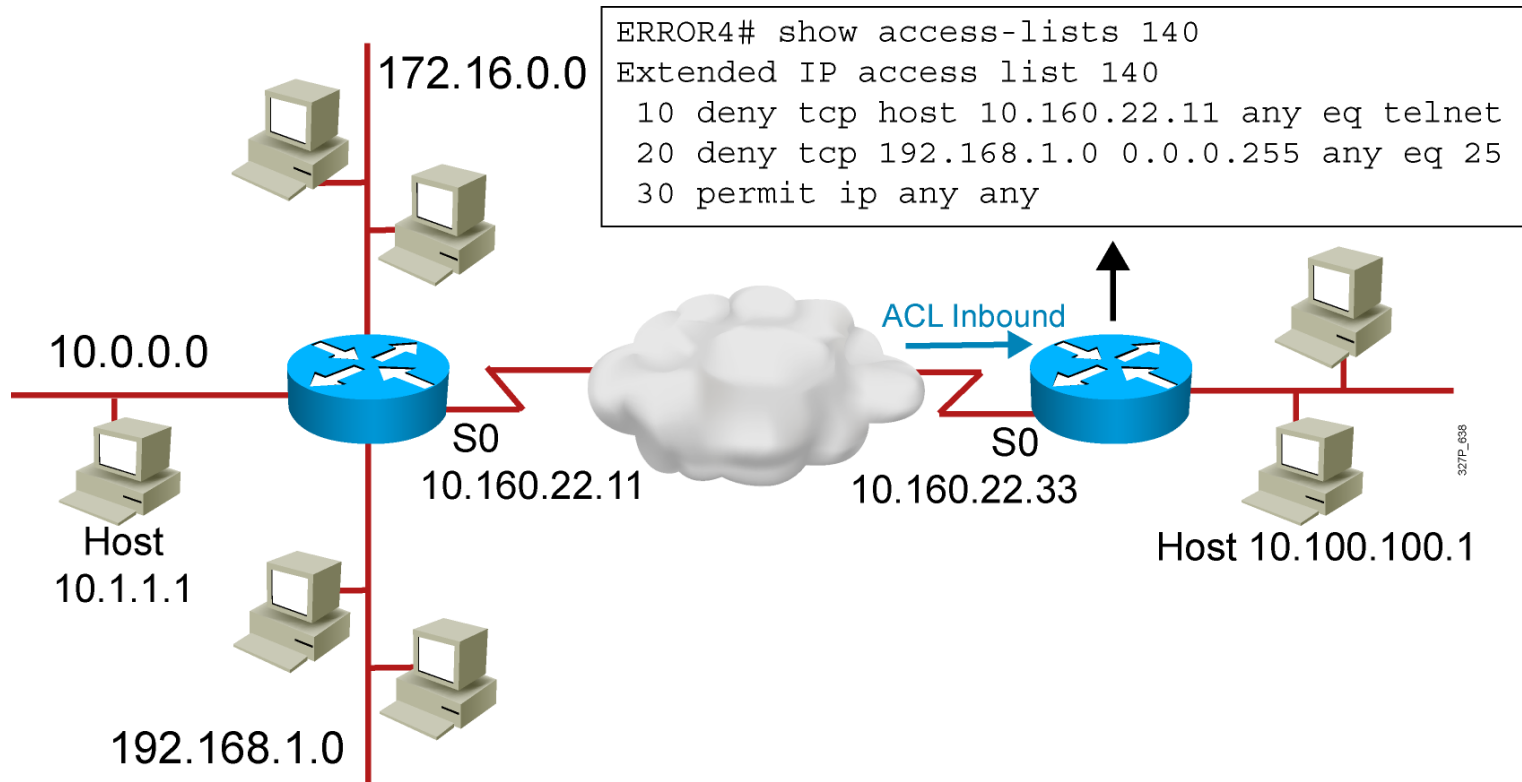 ERROR4# show access-lists 140
Extended IP access list 140
10 deny tcp host 10.160.22.11 any eq telnet
20 deny tcp 192.168.1.0 0.0.0.255 any eq 25
30 permit ip any any
172.16.0.0
ACL Inbound
10.0.0.0
S0
10.160.22.11
S0
10.160.22.33
327P_638
Host
10.1.1.1
Host 10.100.100.1
192.168.1.0